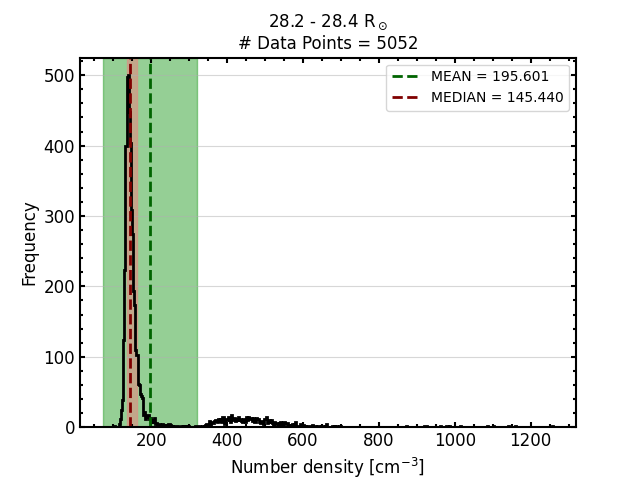 28.2 - 28.4 R⊙
# Data Points = 5052
MEAN = 195.601
MEDIAN = 145.440
500
400
300
200
100
0
Frequency
200 400 600 800 1000 1200
Number density [cm⁻³]